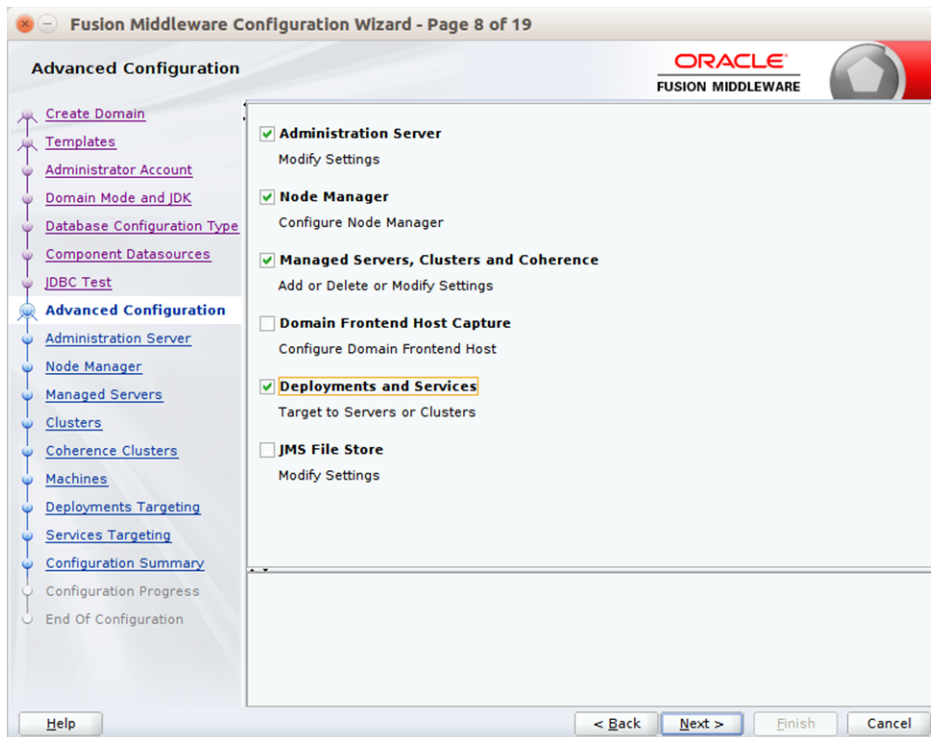 Fusion Middleware Configuration Wizard - Page 8 of 19
Advanced Configuration
ORACLE
FUSION MIDDLEWARE
Create Domain
Templates
Administrator Account
Domain Mode and JDK
Database Configuration Type
Component Datasources
JDBC Test
Advanced Configuration
Administration Server
Node Manager
Managed Servers
Clusters
Coherence Clusters
Machines
Deployments Targeting
Services Targeting
Configuration Summary
Configuration Progress
End Of Configuration
Administration Server
Modify Settings
Node Manager
Configure Node Manager
Managed Servers, Clusters and Coherence
Add or Delete or Modify Settings
Domain Frontend Host Capture
Configure Domain Frontend Host
Deployments and Services
Target to Servers or Clusters
JMS File Store
Modify Settings
Help
< Back
Next >
Finish
Cancel